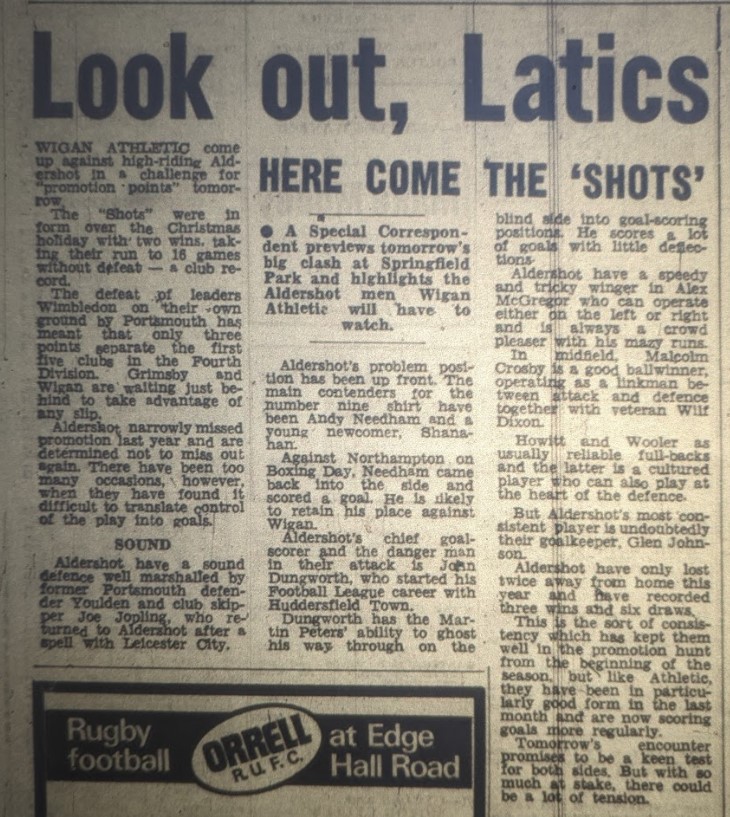 Look out, Latics
HERE COME THE 'SHOTS'
WIGAN ATHLETIC come
up against high-riding Ald-
ershot in a challenge for
"promotion points" tomor-
row.
The "Shots" were in
form over the Christmas
holiday with two wins, tak-
ing their run to 16 games
without defeat — a club re-
cord.
The defeat of leaders
Wimbledon on their own
ground by Portsmouth has
meant that only three
points separate the first
five clubs in the Fourth
Division. Grimsby and
Wigan are waiting just be-
hind to take advantage of
any slip.
Aldershot narrowly missed
promotion last year and are
determined not to miss out
again. There have been too
many occasions, however,
when they have found it
difficult to translate control
of the play into goals.
SOUND
Aldershot have a sound
defence well marshalled by
former Portsmouth defen-
der Youlden and club skip-
per Joe Jopling, who re-
turned to Aldershot after a
spell with Leicester City.
● A Special Correspon-
dent previews tomorrow's
big clash at Springfield
Park and highlights the
Aldershot men Wigan
Athletic will have to
watch.
Aldershot's problem posi-
tion has been up front. The
main contenders for the
number nine shirt have
been Andy Needham and a
young newcomer, Shana-
han.
Against Northampton on
Boxing Day, Needham came
back into the side and
scored a goal. He is likely
to retain his place against
Wigan.
Aldershot's chief goal-
scorer and the danger man
in their attack is John
Dungworth, who started his
Football League career with
Huddersfield Town.
Dungworth has the Mar-
tin Peters' ability to ghost
his way through on the
blind side into goal-scoring
positions. He scores a lot
of goals with little deflec-
tions.
Aldershot have a speedy
and tricky winger in Alex
McGregor who can operate
either on the left or right
and is always a crowd
pleaser with his mazy runs.
In midfield, Malcolm
Crosby is a good ballwinner,
operating as a linkman be-
tween attack and defence
together with veteran Wilf
Dixon.
Howitt and Wooler as
usually reliable full-backs
and the latter is a cultured
player who can also play at
the heart of the defence.
But Aldershot's most con-
sistent player is undoubtedly
their goalkeeper, Glen John-
son.
Aldershot have only lost
twice away from home this
year and have recorded
three wins and six draws.
This is the sort of consis-
tency which has kept them
well in the promotion hunt
from the beginning of the
season, but like Athletic,
they have been in particu-
larly good form in the last
month and are now scoring
goals more regularly.
Tomorrow's encounter
promises to be a keen test
for both sides. But with so
much at stake, there could
be a lot of tension.
Rugby
football
ORRELL
R.U.F.C.
at Edge
Hall Road